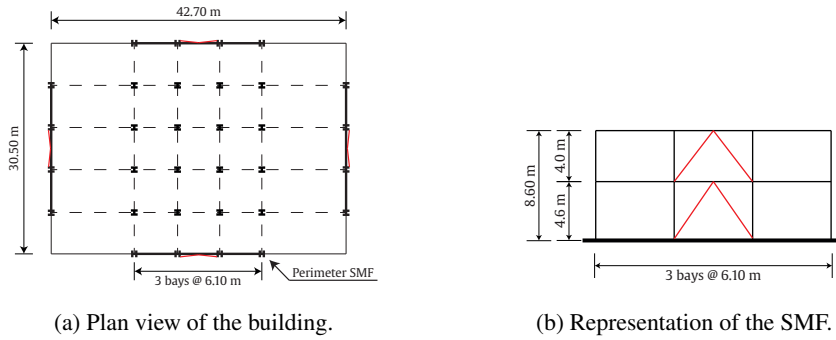 42.70 m
30.50 m
3 bays @ 6.10 m
Perimeter SMF
(a) Plan view of the building.
8.60 m
4.0 m
4.6 m
3 bays @ 6.10 m
(b) Representation of the SMF.